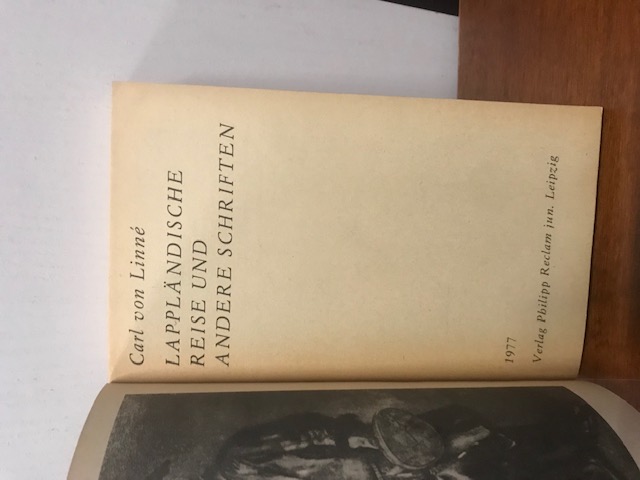 Carl von Linné
LAPPLÄNDISCHE
REISE UND
ANDERE SCHRIFTEN
1977
Verlag Philipp Reclam jun. Leipzig